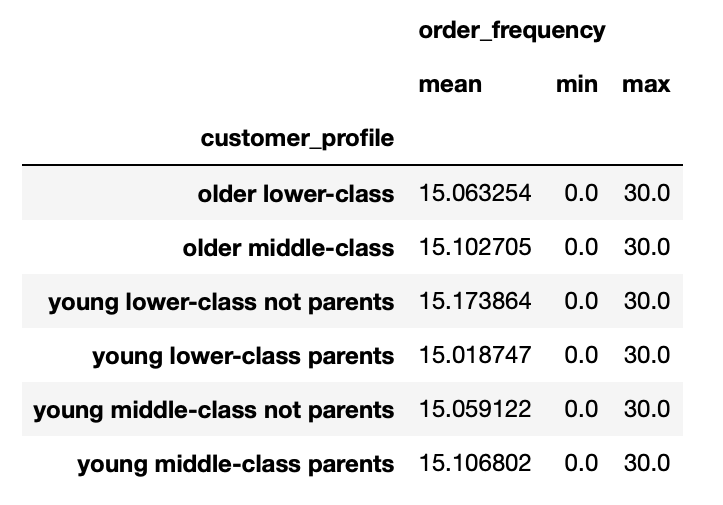 order_frequency
mean min max
customer_profile
older lower-class 15.063254 0.0 30.0
older middle-class 15.102705 0.0 30.0
young lower-class not parents 15.173864 0.0 30.0
young lower-class parents 15.018747 0.0 30.0
young middle-class not parents 15.059122 0.0 30.0
young middle-class parents 15.106802 0.0 30.0